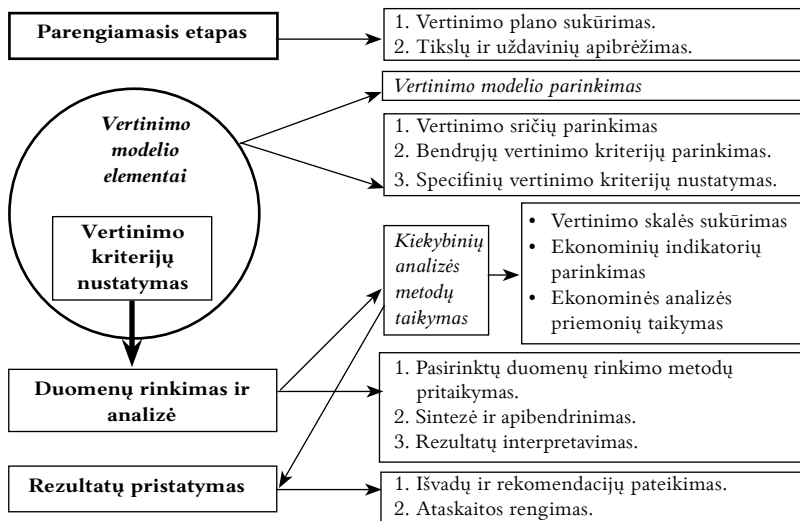 Parengiamasis etapas
1. Vertinimo plano sukūrimas.
2. Tikslų ir uždavinių apibrėžimas.
Vertinimo modelio parinkimas
Vertinimo
modelio
elementai
1. Vertinimo sričių parinkimas
2. Bendrųjų vertinimo kriterijų parinkimas.
3. Specifinių vertinimo kriterijų nustatymas.
Vertinimo
kriterijų
nustatymas
Kiekybinių
analizės
metodų
taikymas
• Vertinimo skalės sukūrimas
• Ekonominių indikatorių
parinkimas
• Ekonominės analizės
priemonių taikymas
Duomenų rinkimas ir
analizė
1. Pasirinktų duomenų rinkimo metodų
pritaikymas.
2. Sintezė ir apibendrinimas.
3. Rezultatų interpretavimas.
Rezultatų pristatymas
1. Išvadų ir rekomendacijų pateikimas.
2. Ataskaitos rengimas.